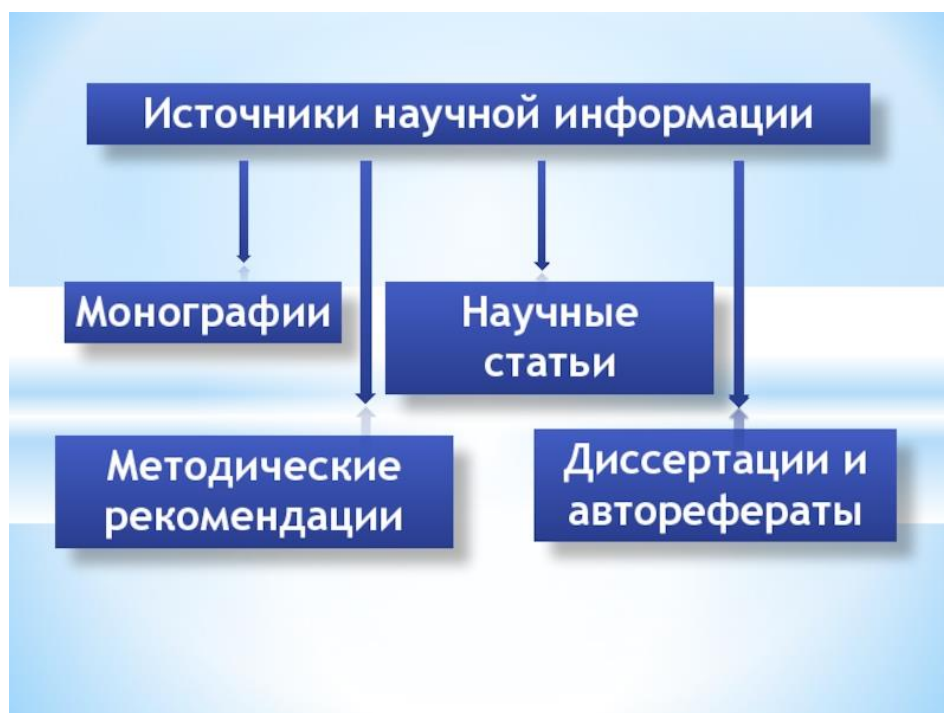 Источники научной информации
Монографии
Научные
статьи
Методические
рекомендации
Диссертации и
авторефераты